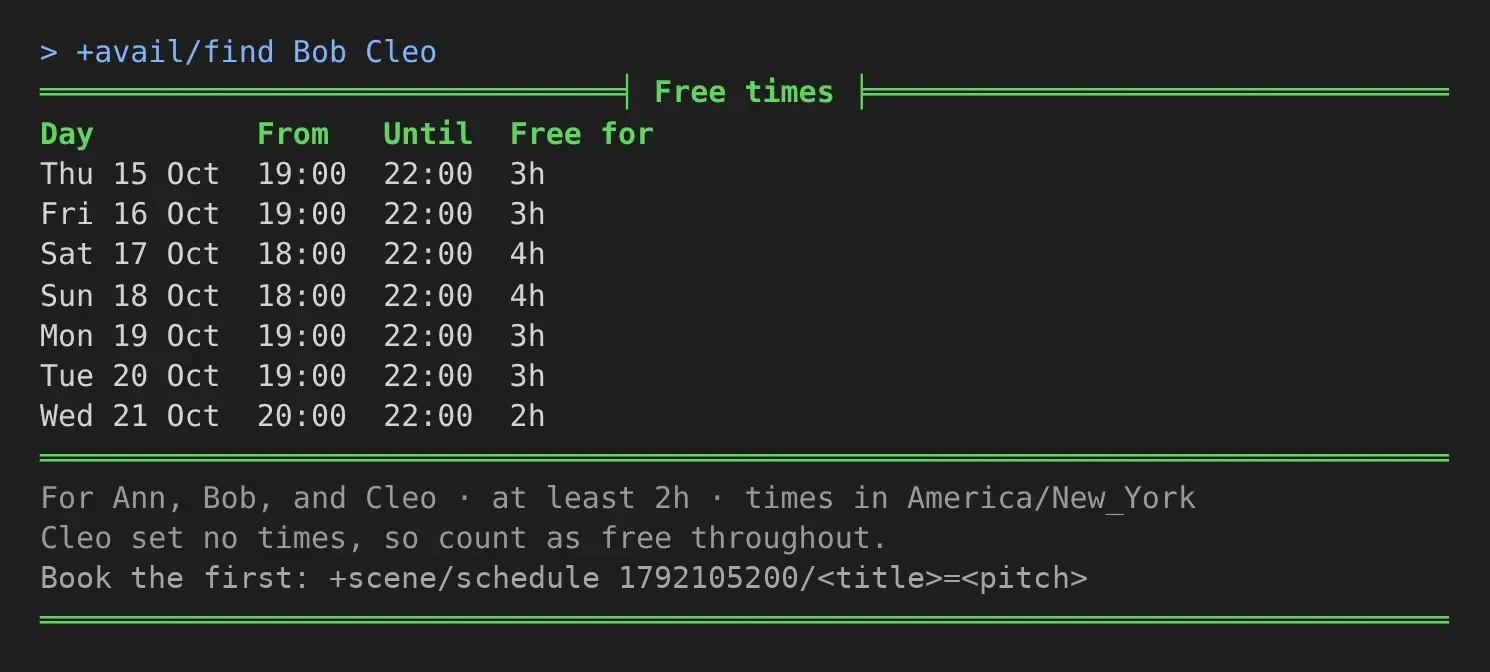 > +avail/find Bob Cleo
Free times
Day From Until Free for
Thu 15 Oct 19:00 22:00 3h
Fri 16 Oct 19:00 22:00 3h
Sat 17 Oct 18:00 22:00 4h
Sun 18 Oct 18:00 22:00 4h
Mon 19 Oct 19:00 22:00 3h
Tue 20 Oct 19:00 22:00 3h
Wed 21 Oct 20:00 22:00 2h
For Ann, Bob, and Cleo · at least 2h · times in America/New_York
Cleo set no times, so count as free throughout.
Book the first: +scene/schedule 1792105200/<title>=<pitch>